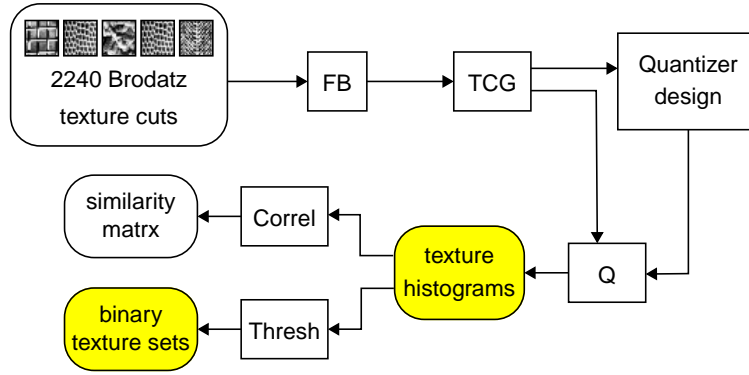 2240 Brodatz
texture cuts
FB
TCG
Quantizer
design
similarity
matrx
Correl
texture
histograms
Q
binary
texture sets
Thresh